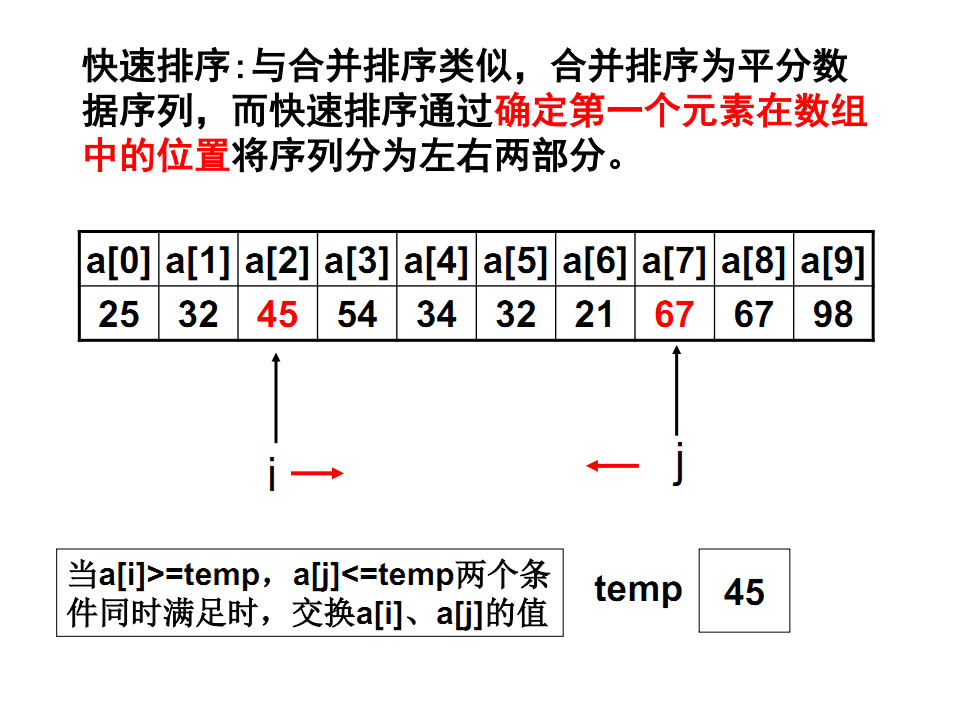 快速排序:与合并排序类似，合并排序为平分数
据序列，而快速排序通过确定第一个元素在数组
中的位置将序列分为左右两部分。
a[0] a[1] a[2] a[3] a[4] a[5] a[6] a[7] a[8] a[9]
25 32 45 54 34 32 21 67 67 98
i j
当a[i]>=temp，a[j]<=temp两个条
件同时满足时，交换a[i]、a[j]的值
temp 45